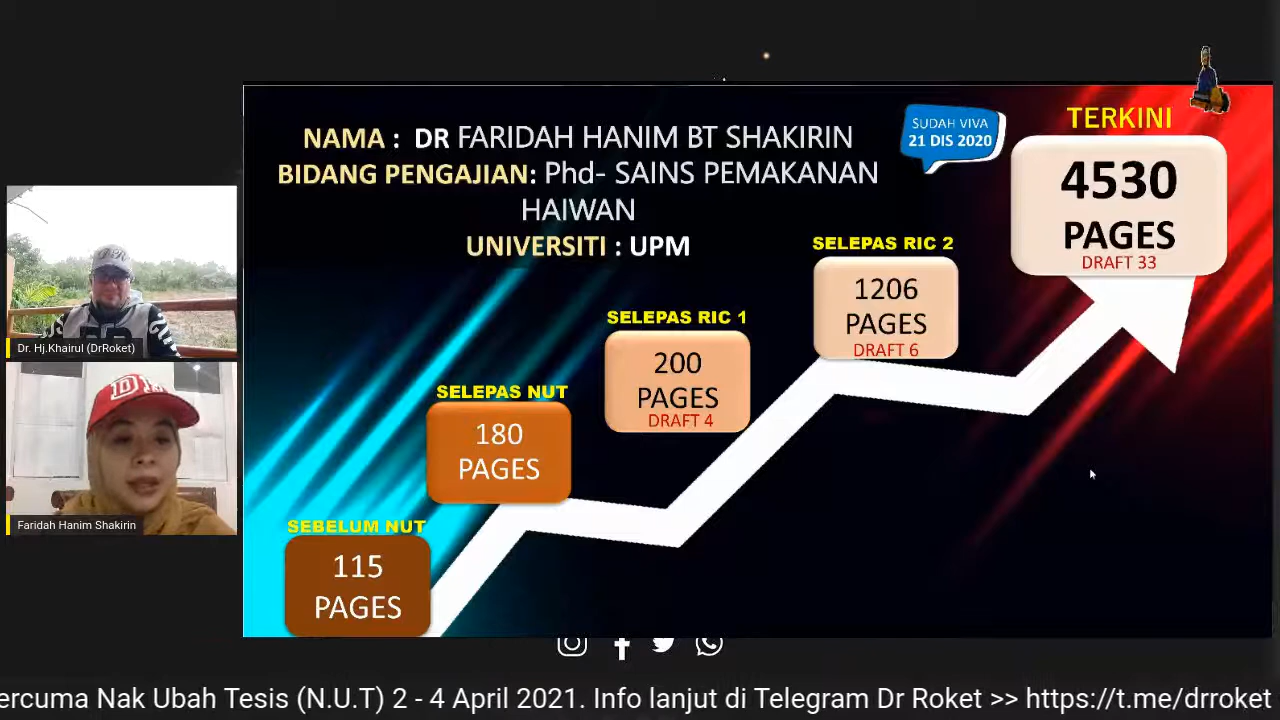 NAMA : DR FARIDAH HANIM BT SHAKIRIN
BIDANG PENGAJIAN: Phd- SAINS PEMAKANAN
HAIWAN
UNIVERSITI : UPM
SUDAH VIVA
21 DIS 2020
TERKINI
4530
PAGES
DRAFT 33
SELEPAS RIC 2
1206
PAGES
DRAFT 6
SELEPAS RIC 1
200
PAGES
DRAFT 4
SELEPAS NUT
180
PAGES
SEBELUM NUT
115
PAGES
Dr. Hj.Khairul (DrRoket)
Faridah Hanim Shakirin
ercuma Nak Ubah Tesis (N.U.T) 2 - 4 April 2021. Info lanjut di Telegram Dr Roket >> https://t.me/drroket